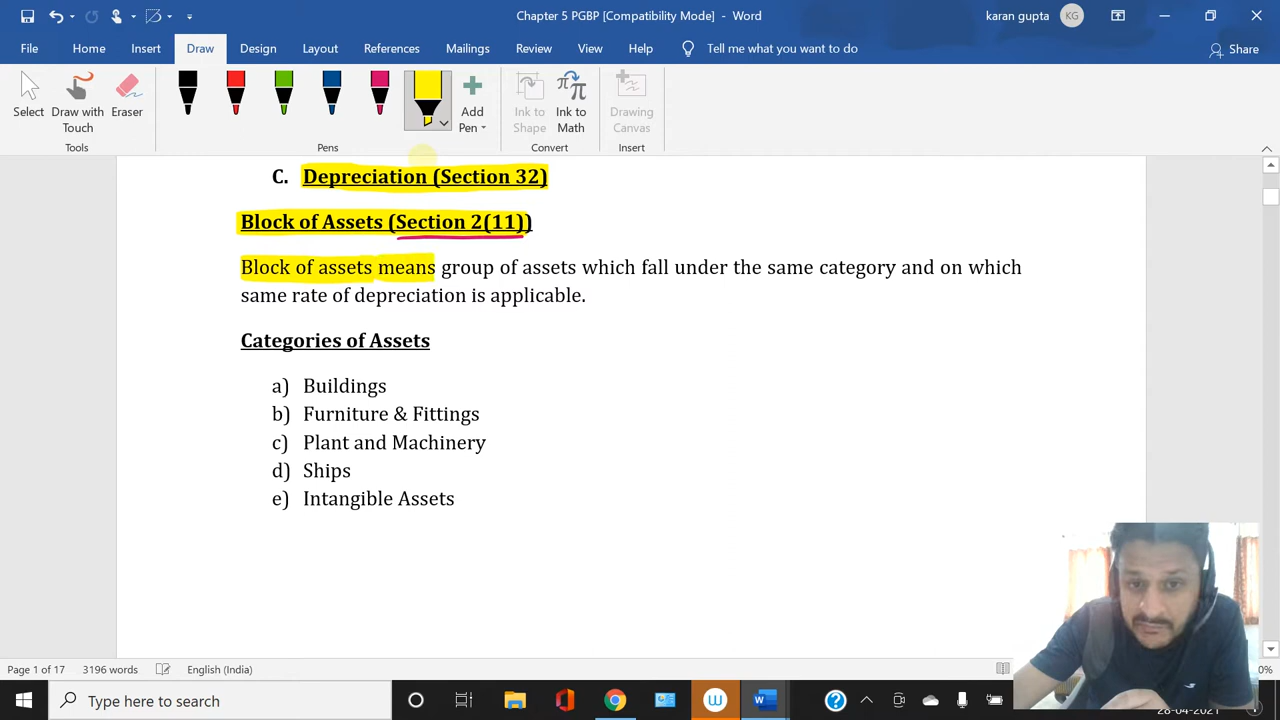 Chapter 5 PGBP [Compatibility Mode] - Word
karan gupta KG
File Home Insert Draw Design Layout References Mailings Review View Help Tell me what you want to do Share
Select
Draw with Touch
Eraser
Add Pen
Ink to Shape
Ink to Math
Drawing Canvas
Tools Pens Convert Insert
C. Depreciation (Section 32)
Block of Assets (Section 2(11))
Block of assets means group of assets which fall under the same category and on which
same rate of depreciation is applicable.
Categories of Assets
a) Buildings
b) Furniture & Fittings
c) Plant and Machinery
d) Ships
e) Intangible Assets
Page 1 of 17 3196 words English (India) 0%
Type here to search
28-04-2021